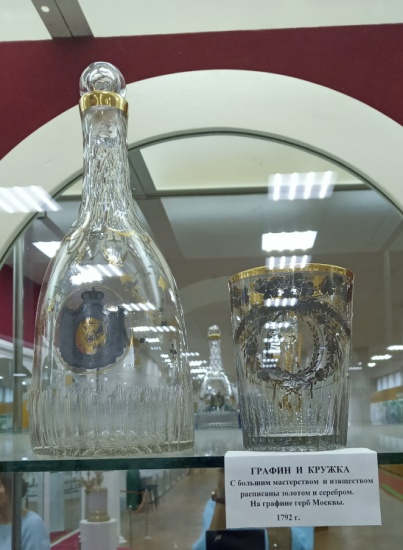 ГРАФИН И КРУЖКА
С большим мастерством и изяществом
расписаны золотом и серебром.
На графине герб Москвы.
1792 г.